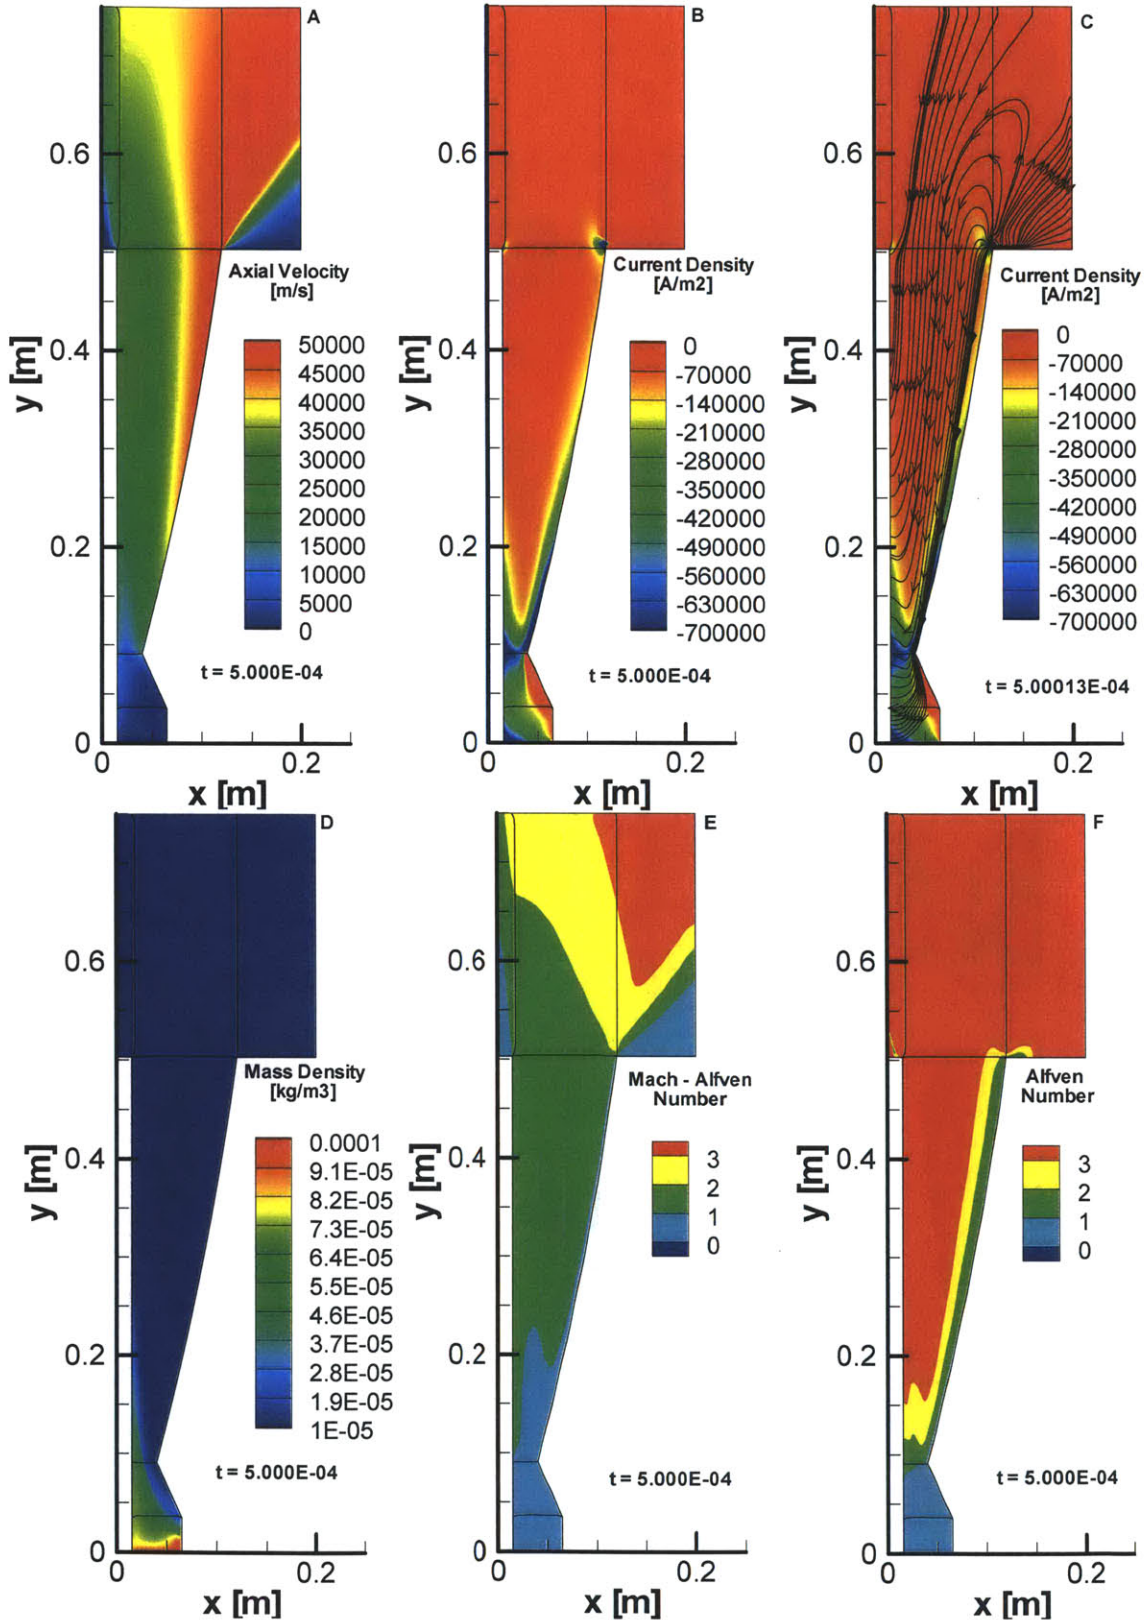 A
0.6
Axial Velocity
[m/s]
50000
45000
40000
35000
30000
25000
20000
15000
10000
5000
0
0.4
y [m]
0.2
t = 5.000E-04
0
0
0.2
x [m]
B
0.6
Current Density
[A/m2]
0
-70000
-140000
-210000
-280000
-350000
-420000
-490000
-560000
-630000
-700000
0.4
y [m]
0.2
t = 5.000E-04
0
0
0.2
x [m]
C
0.6
Current Density
[A/m2]
0
-70000
-140000
-210000
-280000
-350000
-420000
-490000
-560000
-630000
-700000
0.4
y [m]
0.2
t = 5.00013E-04
0
0
0.2
x [m]
D
0.6
Mass Density
[kg/m3]
0.0001
9.1E-05
8.2E-05
7.3E-05
6.4E-05
5.5E-05
4.6E-05
3.7E-05
2.8E-05
1.9E-05
1E-05
0.4
y [m]
0.2
t = 5.000E-04
0
0
0.2
x [m]
E
0.6
Mach - Alfven
Number
3
2
1
0
0.4
y [m]
0.2
t = 5.000E-04
0
0
0.2
x [m]
F
0.6
Alfven
Number
3
2
1
0
0.4
y [m]
0.2
t = 5.000E-04
0
0
0.2
x [m]